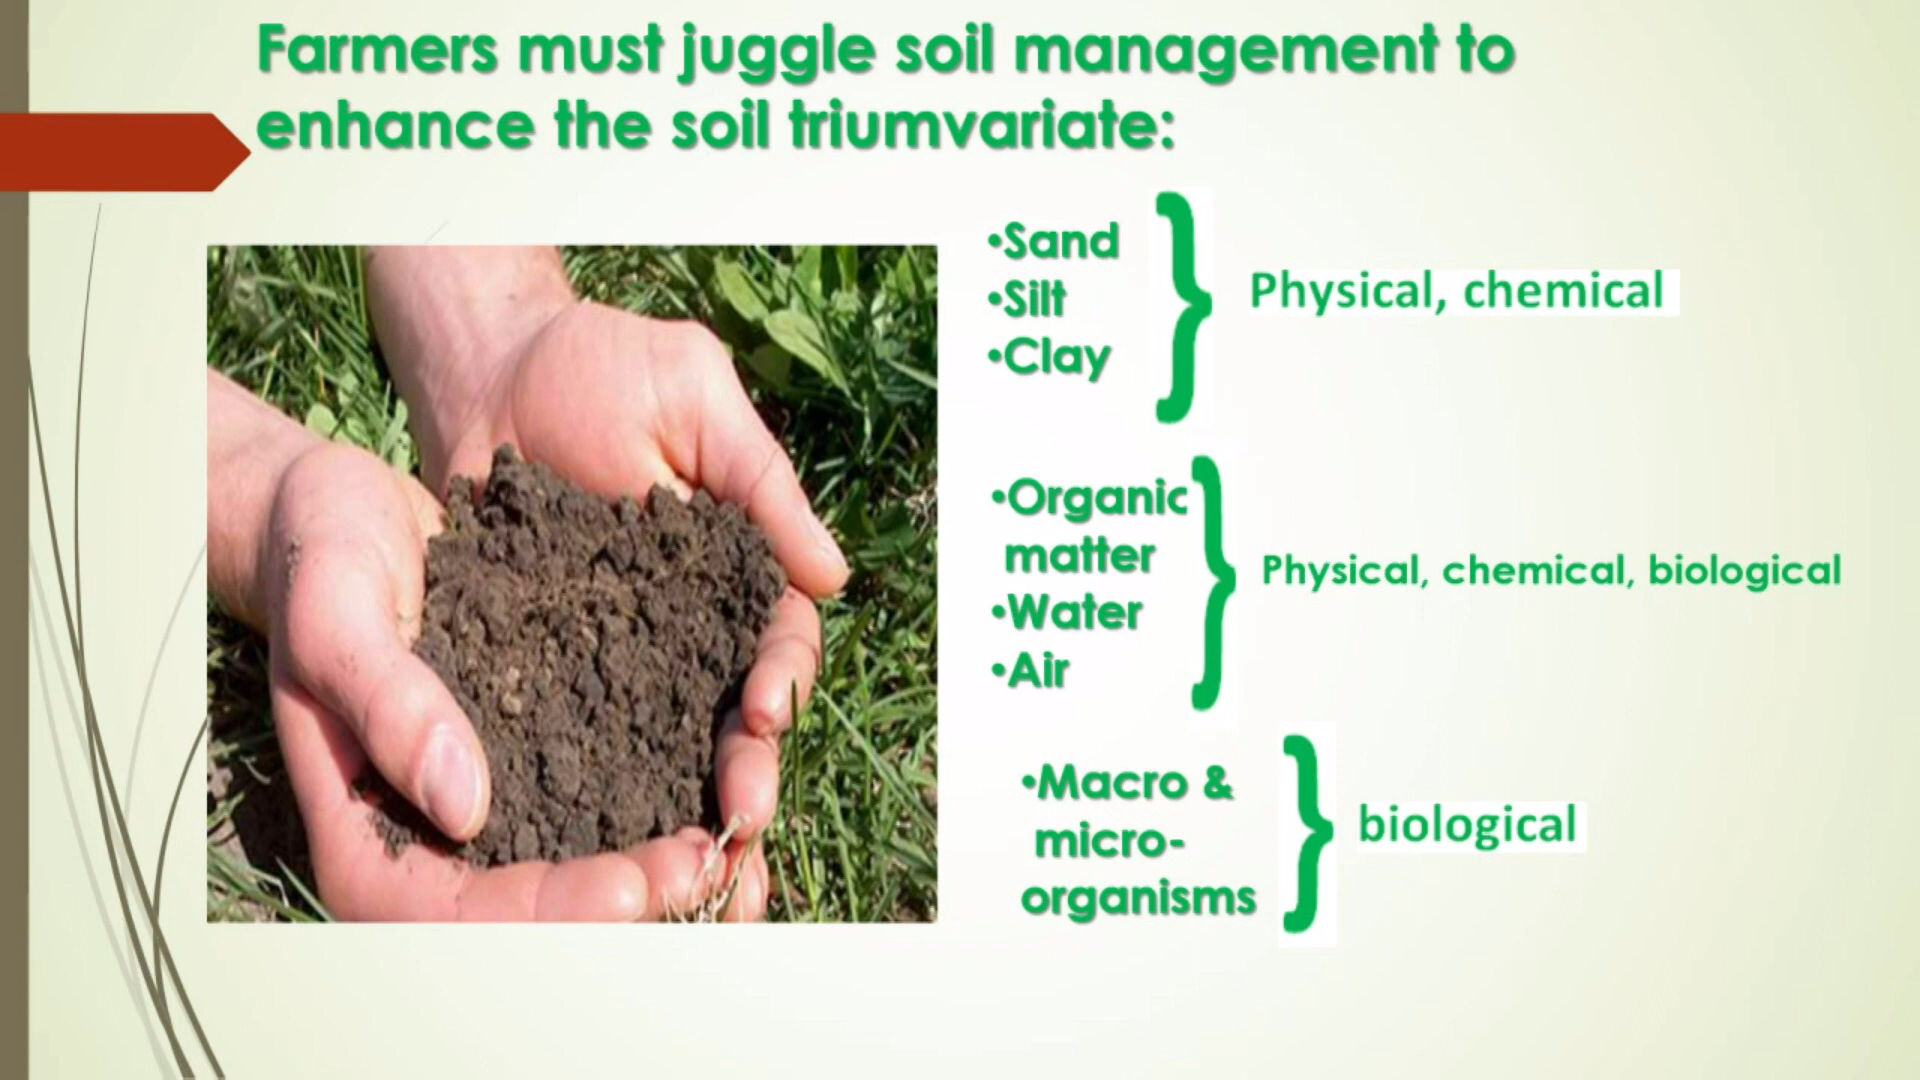 Farmers must juggle soil management to
enhance the soil triumvariate:
•Sand
•Silt
•Clay
Physical, chemical
•Organic
matter
•Water
•Air
Physical, chemical, biological
•Macro &
micro-
organisms
biological